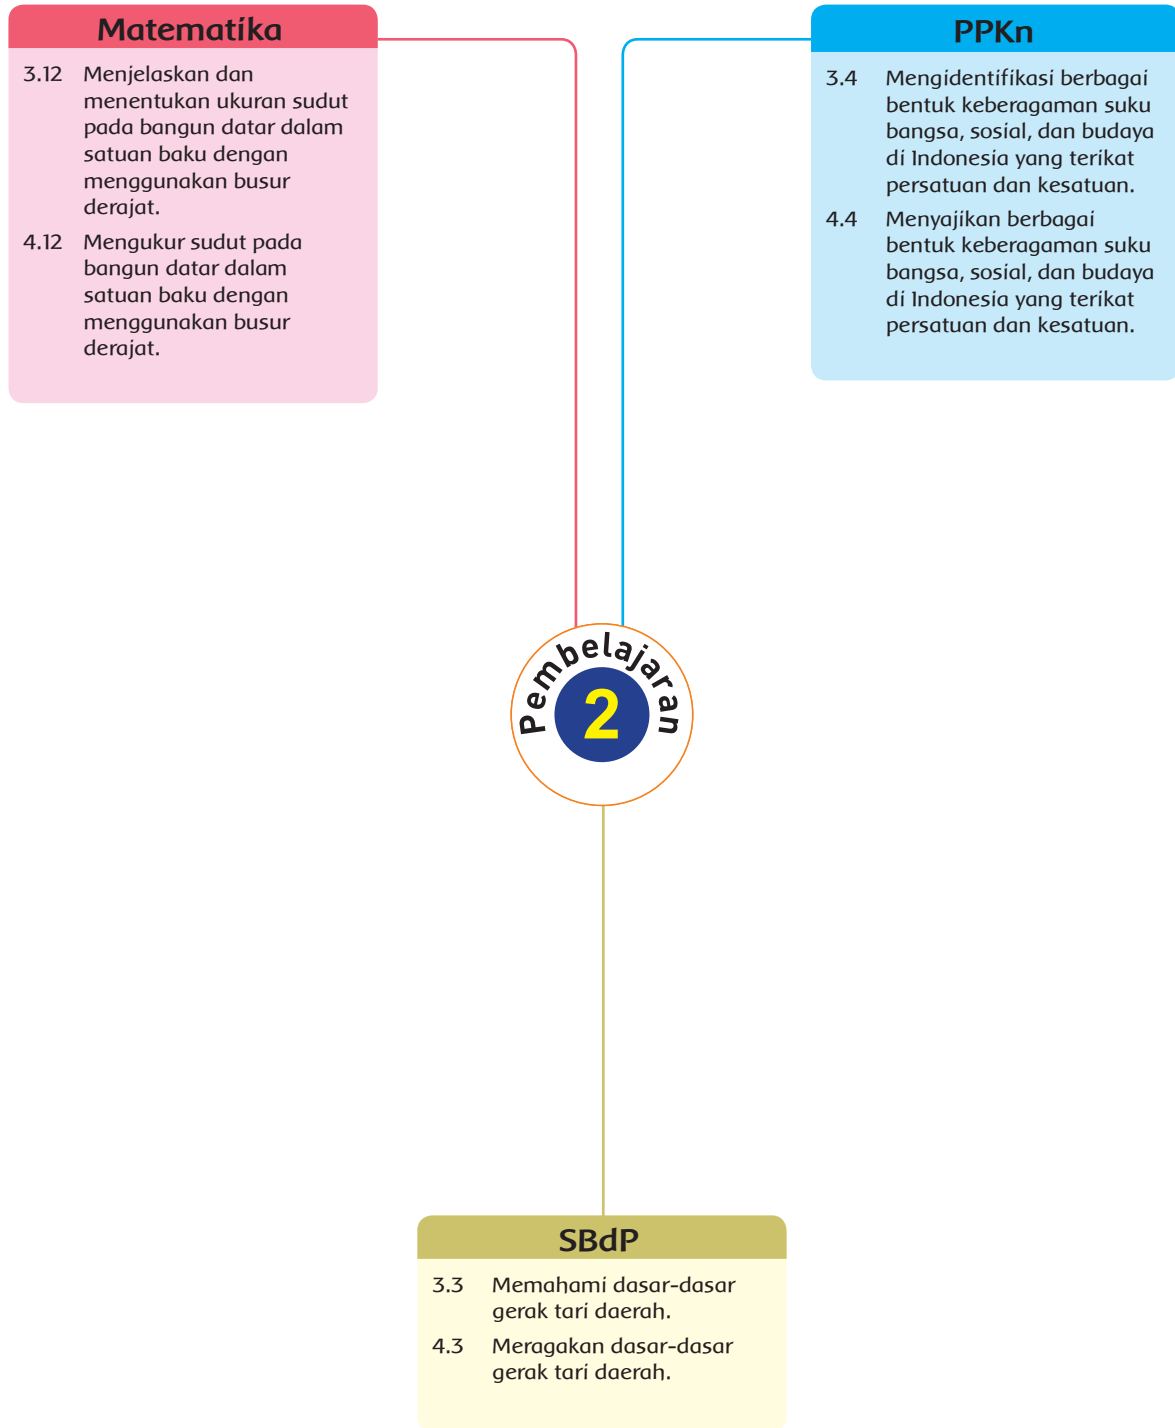 Matematika
3.12 Menjelaskan dan
menentukan ukuran sudut
pada bangun datar dalam
satuan baku dengan
menggunakan busur
derajat.
4.12 Mengukur sudut pada
bangun datar dalam
satuan baku dengan
menggunakan busur
derajat.
PPKn
3.4 Mengidentifikasi berbagai
bentuk keberagaman suku
bangsa, sosial, dan budaya
di Indonesia yang terikat
persatuan dan kesatuan.
4.4 Menyajikan berbagai
bentuk keberagaman suku
bangsa, sosial, dan budaya
di Indonesia yang terikat
persatuan dan kesatuan.
Pembelajaran
2
SBdP
3.3 Memahami dasar-dasar
gerak tari daerah.
4.3 Meragakan dasar-dasar
gerak tari daerah.